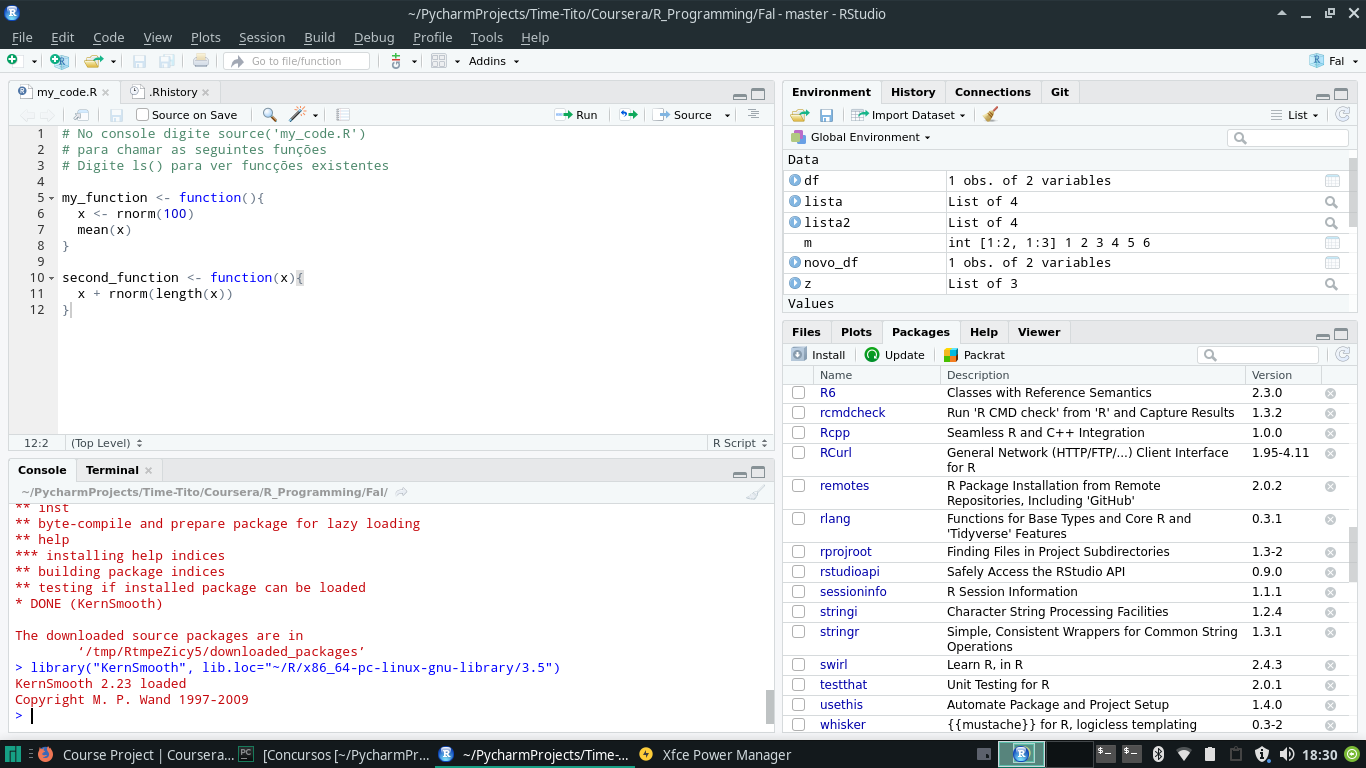 ~/PycharmProjects/Time-Tito/Coursera/R_Programming/Fal - master - RStudio
File Edit Code View Plots Session Build Debug Profile Tools Help
Go to file/function Addins Fal
my_code.R .Rhistory
Source on Save Run Source
1 # No console digite source('my_code.R')
2 # para chamar as seguintes funções
3 # Digite ls() para ver funcções existentes
4
5 my_function <- function(){
6 x <- rnorm(100)
7 mean(x)
8 }
9
10 second_function <- function(x){
11 x + rnorm(length(x))
12 }
12:2 (Top Level) R Script
Console Terminal
~/PycharmProjects/Time-Tito/Coursera/R_Programming/Fal/
** inst
** byte-compile and prepare package for lazy loading
** help
*** installing help indices
** building package indices
** testing if installed package can be loaded
* DONE (KernSmooth)
The downloaded source packages are in
‘/tmp/RtmpeZicy5/downloaded_packages’
> library("KernSmooth", lib.loc="~/R/x86_64-pc-linux-gnu-library/3.5")
KernSmooth 2.23 loaded
Copyright M. P. Wand 1997-2009
>
Environment History Connections Git
Import Dataset List
Global Environment
Data
df 1 obs. of 2 variables
lista List of 4
lista2 List of 4
m int [1:2, 1:3] 1 2 3 4 5 6
novo_df 1 obs. of 2 variables
z List of 3
Values
Files Plots Packages Help Viewer
Install Update Packrat
Name Description Version
R6 Classes with Reference Semantics 2.3.0
rcmdcheck Run 'R CMD check' from 'R' and Capture Results 1.3.2
Rcpp Seamless R and C++ Integration 1.0.0
RCurl General Network (HTTP/FTP/...) Client Interface 1.95-4.11
for R
remotes R Package Installation from Remote 2.0.2
Repositories, Including 'GitHub'
rlang Functions for Base Types and Core R and 0.3.1
'Tidyverse' Features
rprojroot Finding Files in Project Subdirectories 1.3-2
rstudioapi Safely Access the RStudio API 0.9.0
sessioninfo R Session Information 1.1.1
stringi Character String Processing Facilities 1.2.4
stringr Simple, Consistent Wrappers for Common String 1.3.1
Operations
swirl Learn R, in R 2.4.3
testthat Unit Testing for R 2.0.1
usethis Automate Package and Project Setup 1.4.0
whisker {{mustache}} for R, logicless templating 0.3-2
Course Project | Coursera... [Concursos [~/PycharmPr... ~/PycharmProjects/Time-... Xfce Power Manager 18:30